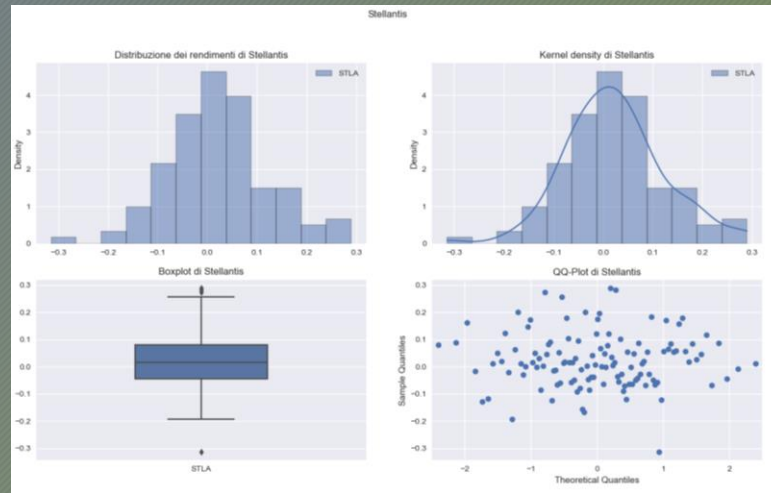 Stellantis
Distribuzione dei rendimenti di Stellantis
STLA
Density
4
3
2
1
0
−0.3 −0.2 −0.1 0.0 0.1 0.2 0.3
Kernel density di Stellantis
STLA
Density
4
3
2
1
0
−0.3 −0.2 −0.1 0.0 0.1 0.2 0.3
Boxplot di Stellantis
0.3
0.2
0.1
0.0
−0.1
−0.2
−0.3
STLA
QQ-Plot di Stellantis
Sample Quantiles
0.3
0.2
0.1
0.0
−0.1
−0.2
−0.3
−2 −1 0 1 2
Theoretical Quantiles